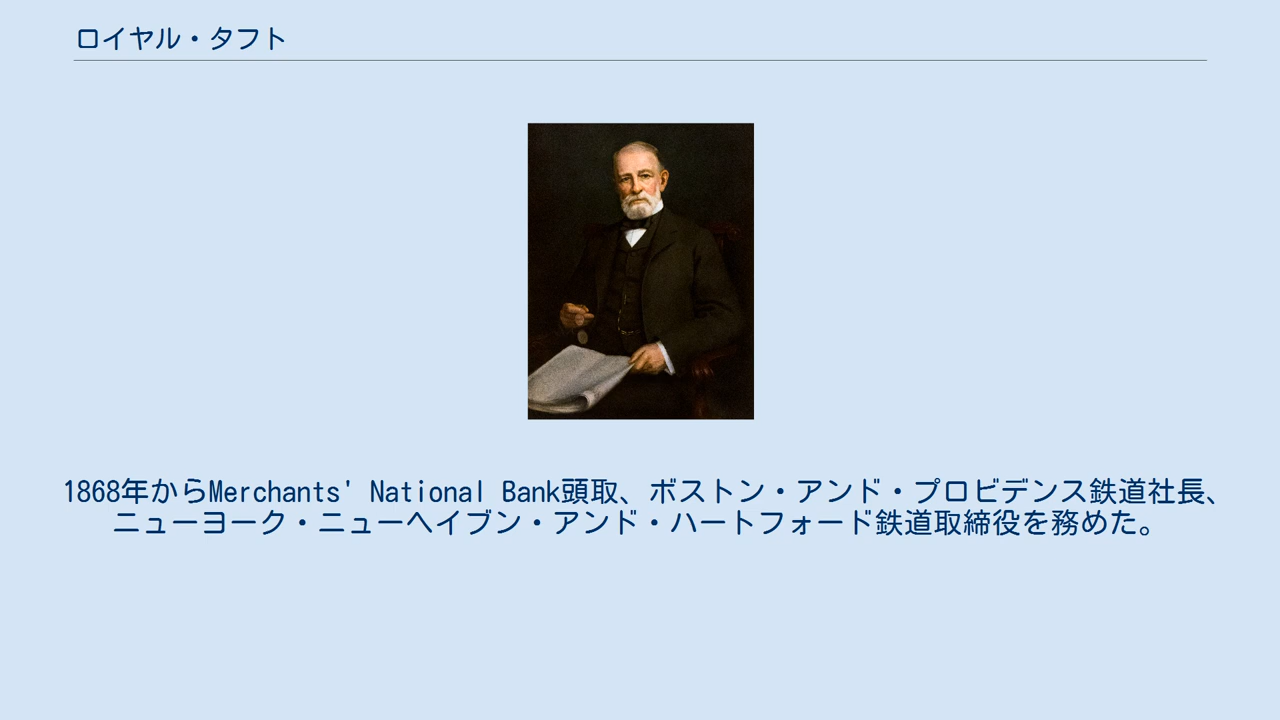 ロイヤル・タフト
1868年からMerchants' National Bank頭取、ボストン・アンド・プロビデンス鉄道社長、
ニューヨーク・ニューヘイブン・アンド・ハートフォード鉄道取締役を務めた。